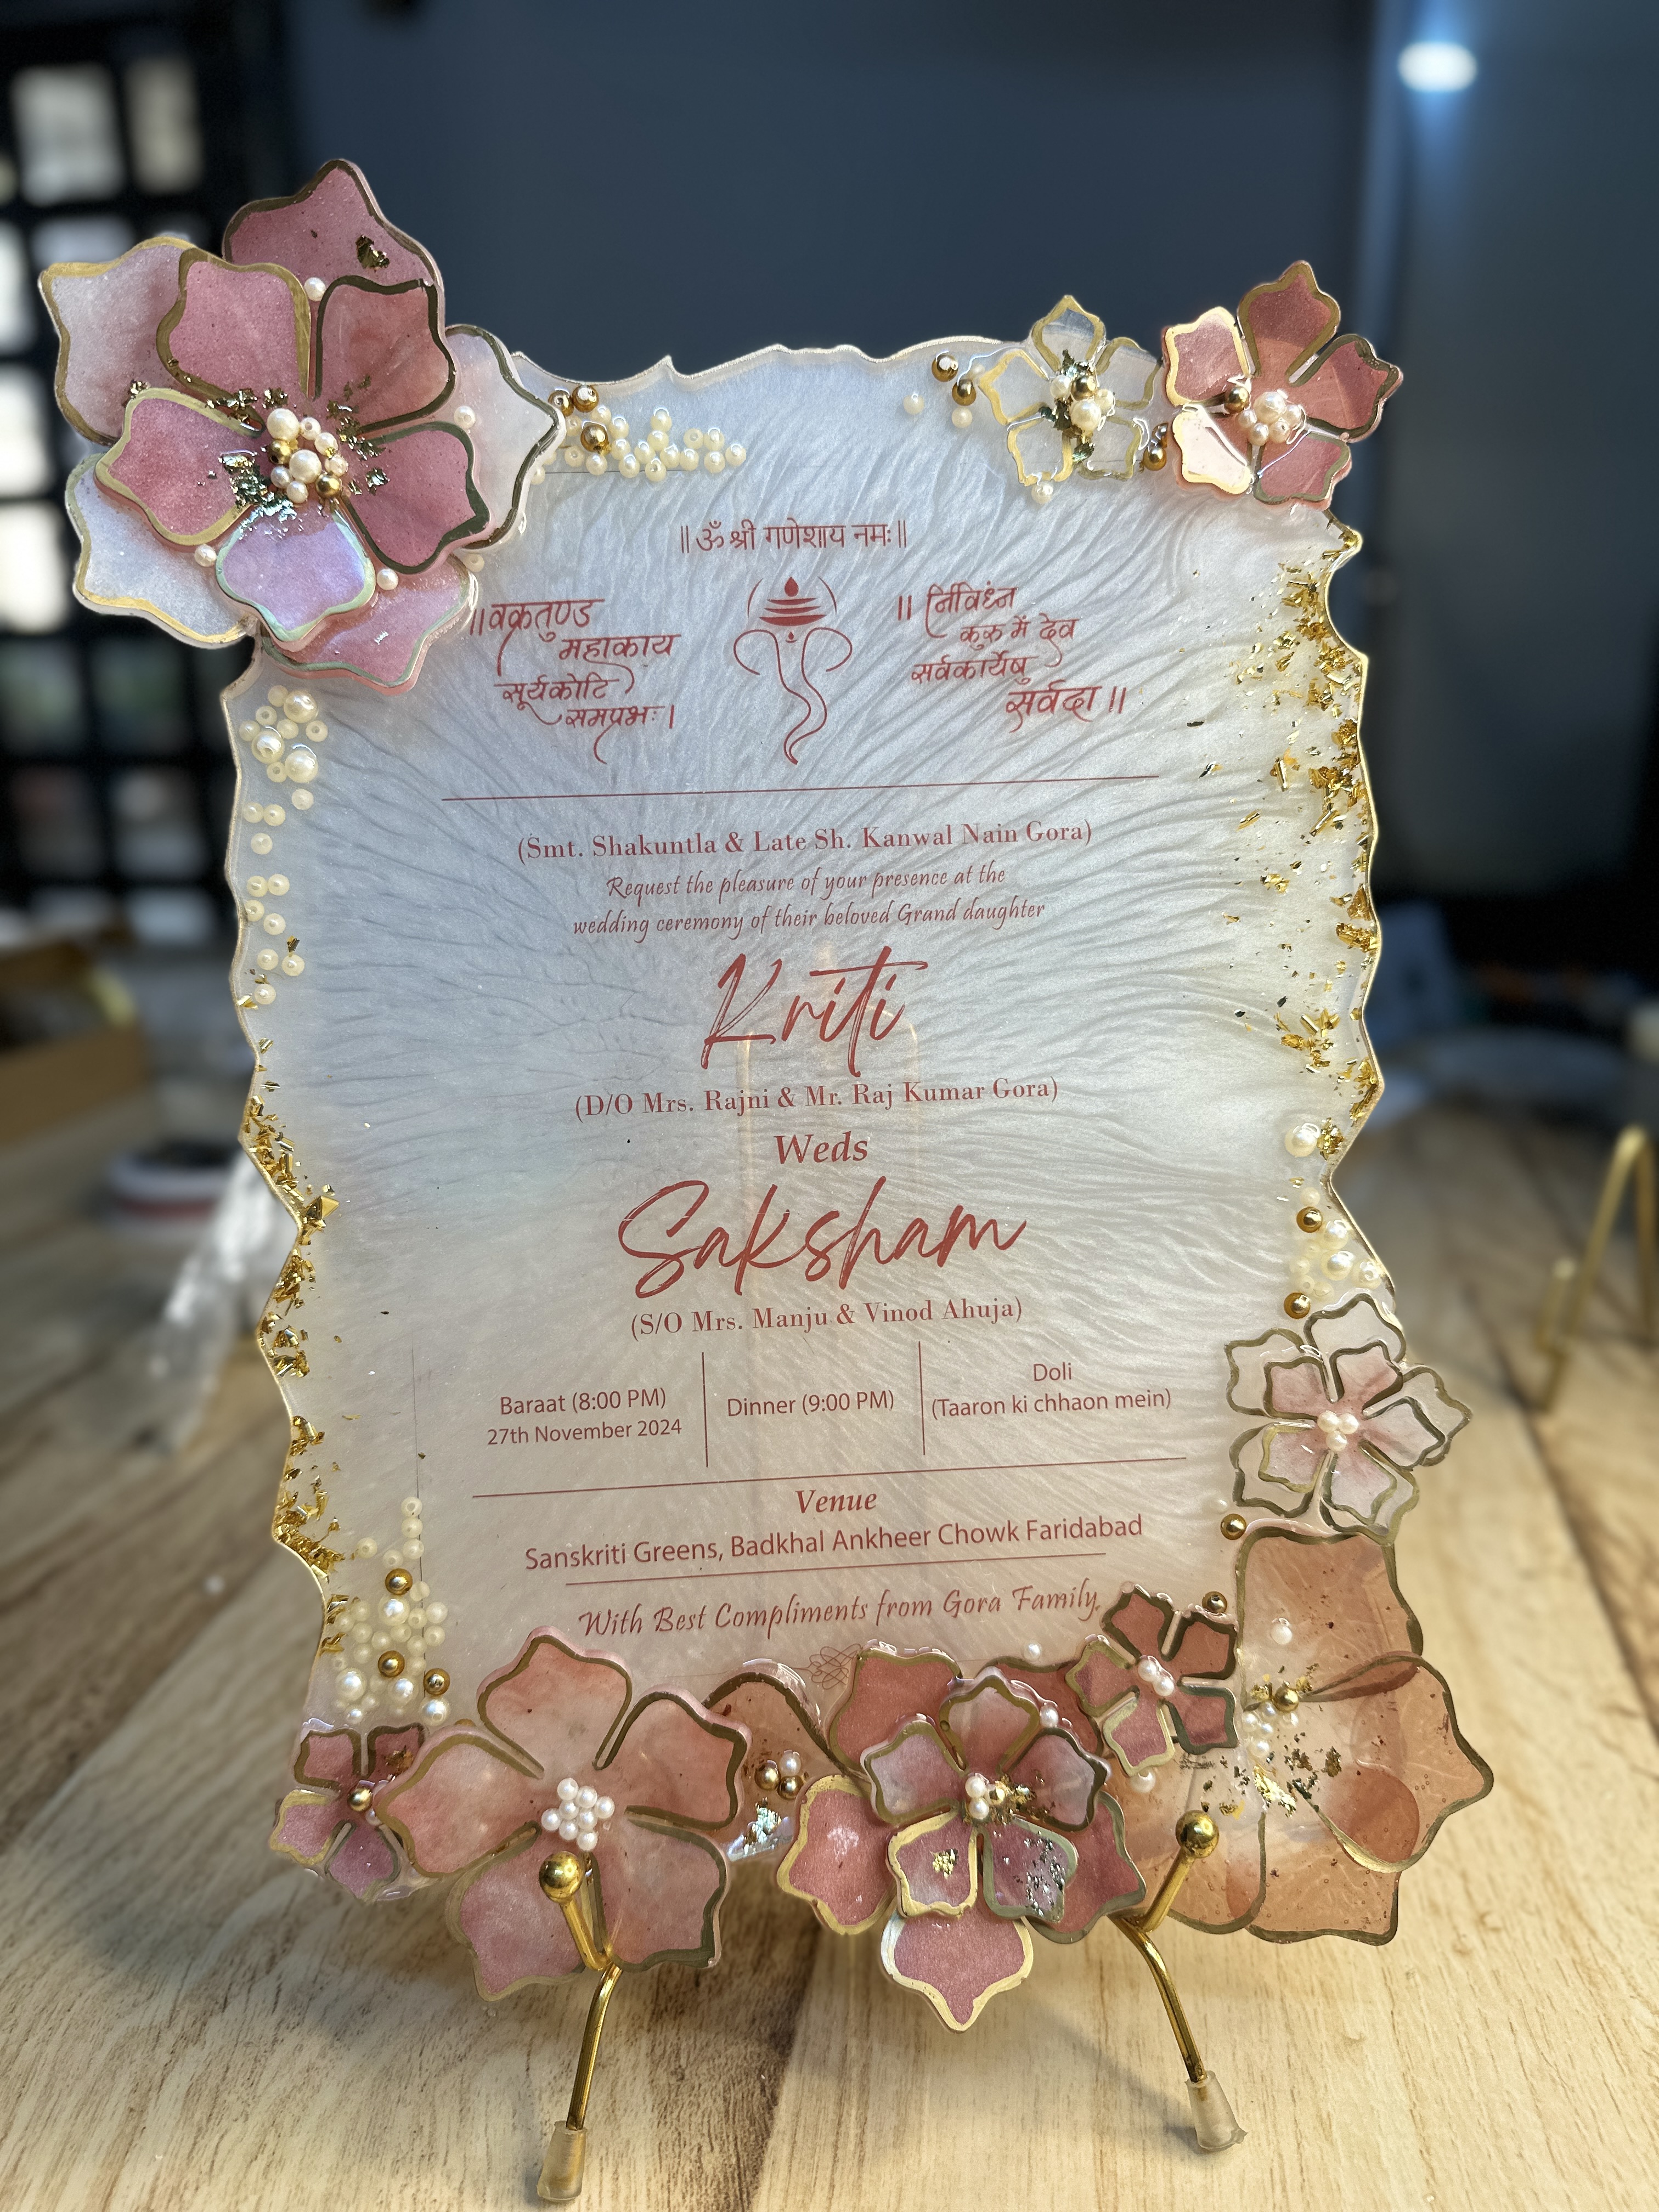 ॥ ॐ श्री गणेशाय नमः॥
॥वक्रतुण्ड
महाकाय
सूर्यकोटि
समप्रभः।
॥ निर्विघ्नं
कुरु में देव
सर्वकार्येषु
सर्वदा॥
(Smt. Shakuntla & Late Sh. Kanwal Nain Gora)
Request the pleasure of your presence at the
wedding ceremony of their beloved Grand daughter
Kriti
(D/O Mrs. Rajni & Mr. Raj Kumar Gora)
Weds
Saksham
(S/O Mrs. Manju & Vinod Ahuja)
Baraat (8:00 PM)
27th November 2024
Dinner (9:00 PM)
Doli
(Taaron ki chhaon mein)
Venue
Sanskriti Greens, Badkhal Ankheer Chowk Faridabad
With Best Compliments from Gora Family.